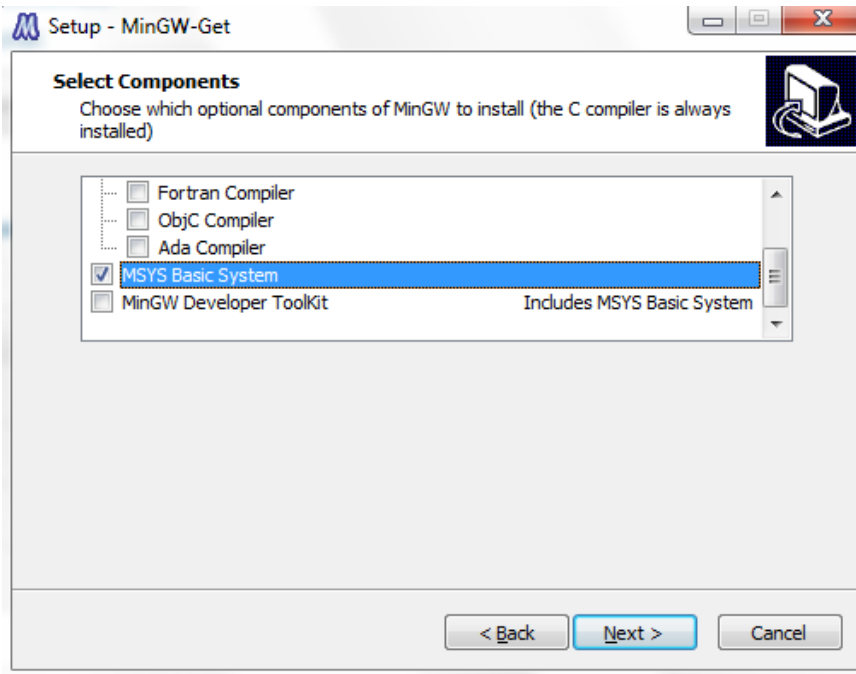 Setup - MinGW-Get
Select Components
Choose which optional components of MinGW to install (the C compiler is always
installed)
Fortran Compiler
ObjC Compiler
Ada Compiler
MSYS Basic System
MinGW Developer ToolKit Includes MSYS Basic System
< Back Next > Cancel